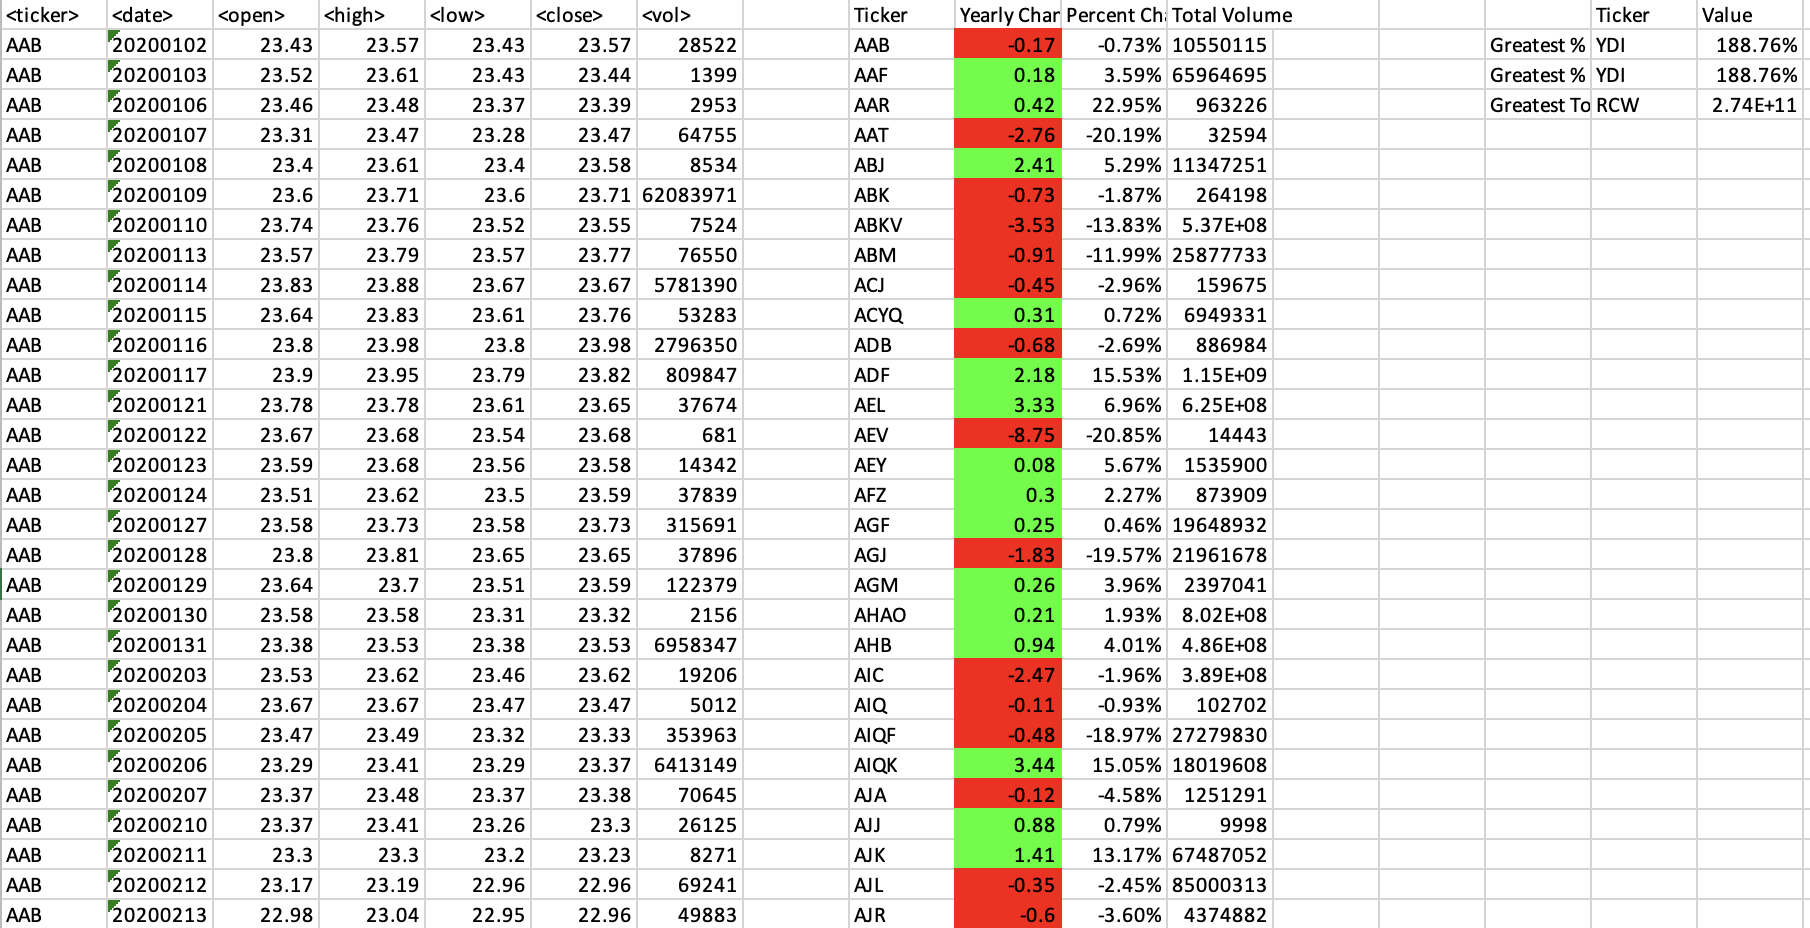 <ticker> <date> <open> <high> <low> <close> <vol> Ticker Yearly Char Percent Ch Total Volume Ticker Value
AAB 20200102 23.43 23.57 23.43 23.57 28522 AAB -0.17 -0.73% 10550115 Greatest % YDI 188.76%
AAB 20200103 23.52 23.61 23.43 23.44 1399 AAF 0.18 3.59% 65964695 Greatest % YDI 188.76%
AAB 20200106 23.46 23.48 23.37 23.39 2953 AAR 0.42 22.95% 963226 Greatest To RCW 2.74E+11
AAB 20200107 23.31 23.47 23.28 23.47 64755 AAT -2.76 -20.19% 32594
AAB 20200108 23.4 23.61 23.4 23.58 8534 ABJ 2.41 5.29% 11347251
AAB 20200109 23.6 23.71 23.6 23.71 62083971 ABK -0.73 -1.87% 264198
AAB 20200110 23.74 23.76 23.52 23.55 7524 ABKV -3.53 -13.83% 5.37E+08
AAB 20200113 23.57 23.79 23.57 23.77 76550 ABM -0.91 -11.99% 25877733
AAB 20200114 23.83 23.88 23.67 23.67 5781390 ACJ -0.45 -2.96% 159675
AAB 20200115 23.64 23.83 23.61 23.76 53283 ACYQ 0.31 0.72% 6949331
AAB 20200116 23.8 23.98 23.8 23.98 2796350 ADB -0.68 -2.69% 886984
AAB 20200117 23.9 23.95 23.79 23.82 809847 ADF 2.18 15.53% 1.15E+09
AAB 20200121 23.78 23.78 23.61 23.65 37674 AEL 3.33 6.96% 6.25E+08
AAB 20200122 23.67 23.68 23.54 23.68 681 AEV -8.75 -20.85% 14443
AAB 20200123 23.59 23.68 23.56 23.58 14342 AEY 0.08 5.67% 1535900
AAB 20200124 23.51 23.62 23.5 23.59 37839 AFZ 0.3 2.27% 873909
AAB 20200127 23.58 23.73 23.58 23.73 315691 AGF 0.25 0.46% 19648932
AAB 20200128 23.8 23.81 23.65 23.65 37896 AGJ -1.83 -19.57% 21961678
AAB 20200129 23.64 23.7 23.51 23.59 122379 AGM 0.26 3.96% 2397041
AAB 20200130 23.58 23.58 23.31 23.32 2156 AHAO 0.21 1.93% 8.02E+08
AAB 20200131 23.38 23.53 23.38 23.53 6958347 AHB 0.94 4.01% 4.86E+08
AAB 20200203 23.53 23.62 23.46 23.62 19206 AIC -2.47 -1.96% 3.89E+08
AAB 20200204 23.67 23.67 23.47 23.47 5012 AIQ -0.11 -0.93% 102702
AAB 20200205 23.47 23.49 23.32 23.33 353963 AIQF -0.48 -18.97% 27279830
AAB 20200206 23.29 23.41 23.29 23.37 6413149 AIQK 3.44 15.05% 18019608
AAB 20200207 23.37 23.48 23.37 23.38 70645 AJA -0.12 -4.58% 1251291
AAB 20200210 23.37 23.41 23.26 23.3 26125 AJJ 0.88 0.79% 9998
AAB 20200211 23.3 23.3 23.2 23.23 8271 AJK 1.41 13.17% 67487052
AAB 20200212 23.17 23.19 22.96 22.96 69241 AJL -0.35 -2.45% 85000313
AAB 20200213 22.98 23.04 22.95 22.96 49883 AJR -0.6 -3.60% 4374882